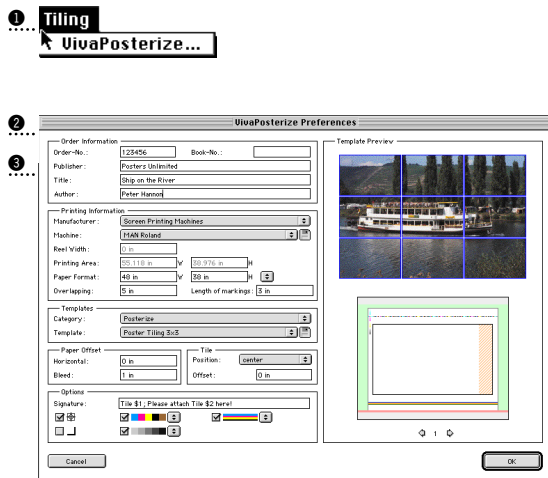 1 Tiling
VivaPosterize...
2 VivaPosterize Preferences
3
Order Information
Order-No.: 123456 Book-No.:
Publisher: Posters Unlimited
Title: Ship on the River
Author: Peter Hannon
Printing Information
Manufacturer: Screen Printing Machines
Machine: MAN Roland
Reel Width: 0 in
Printing Area: 55.118 in W 38.976 in H
Paper Format: 48 in W 38 in H
Overlapping: 5 in Length of markings: 3 in
Templates
Category: Posterize
Template: Poster Tiling 3x3
Paper Offset
Horizontal: 0 in
Bleed: 1 in
Tile
Position: center
Offset: 0 in
Options
Signature: Tile $1; Please attach Tile $2 here!
Cancel
Template Preview
1
OK